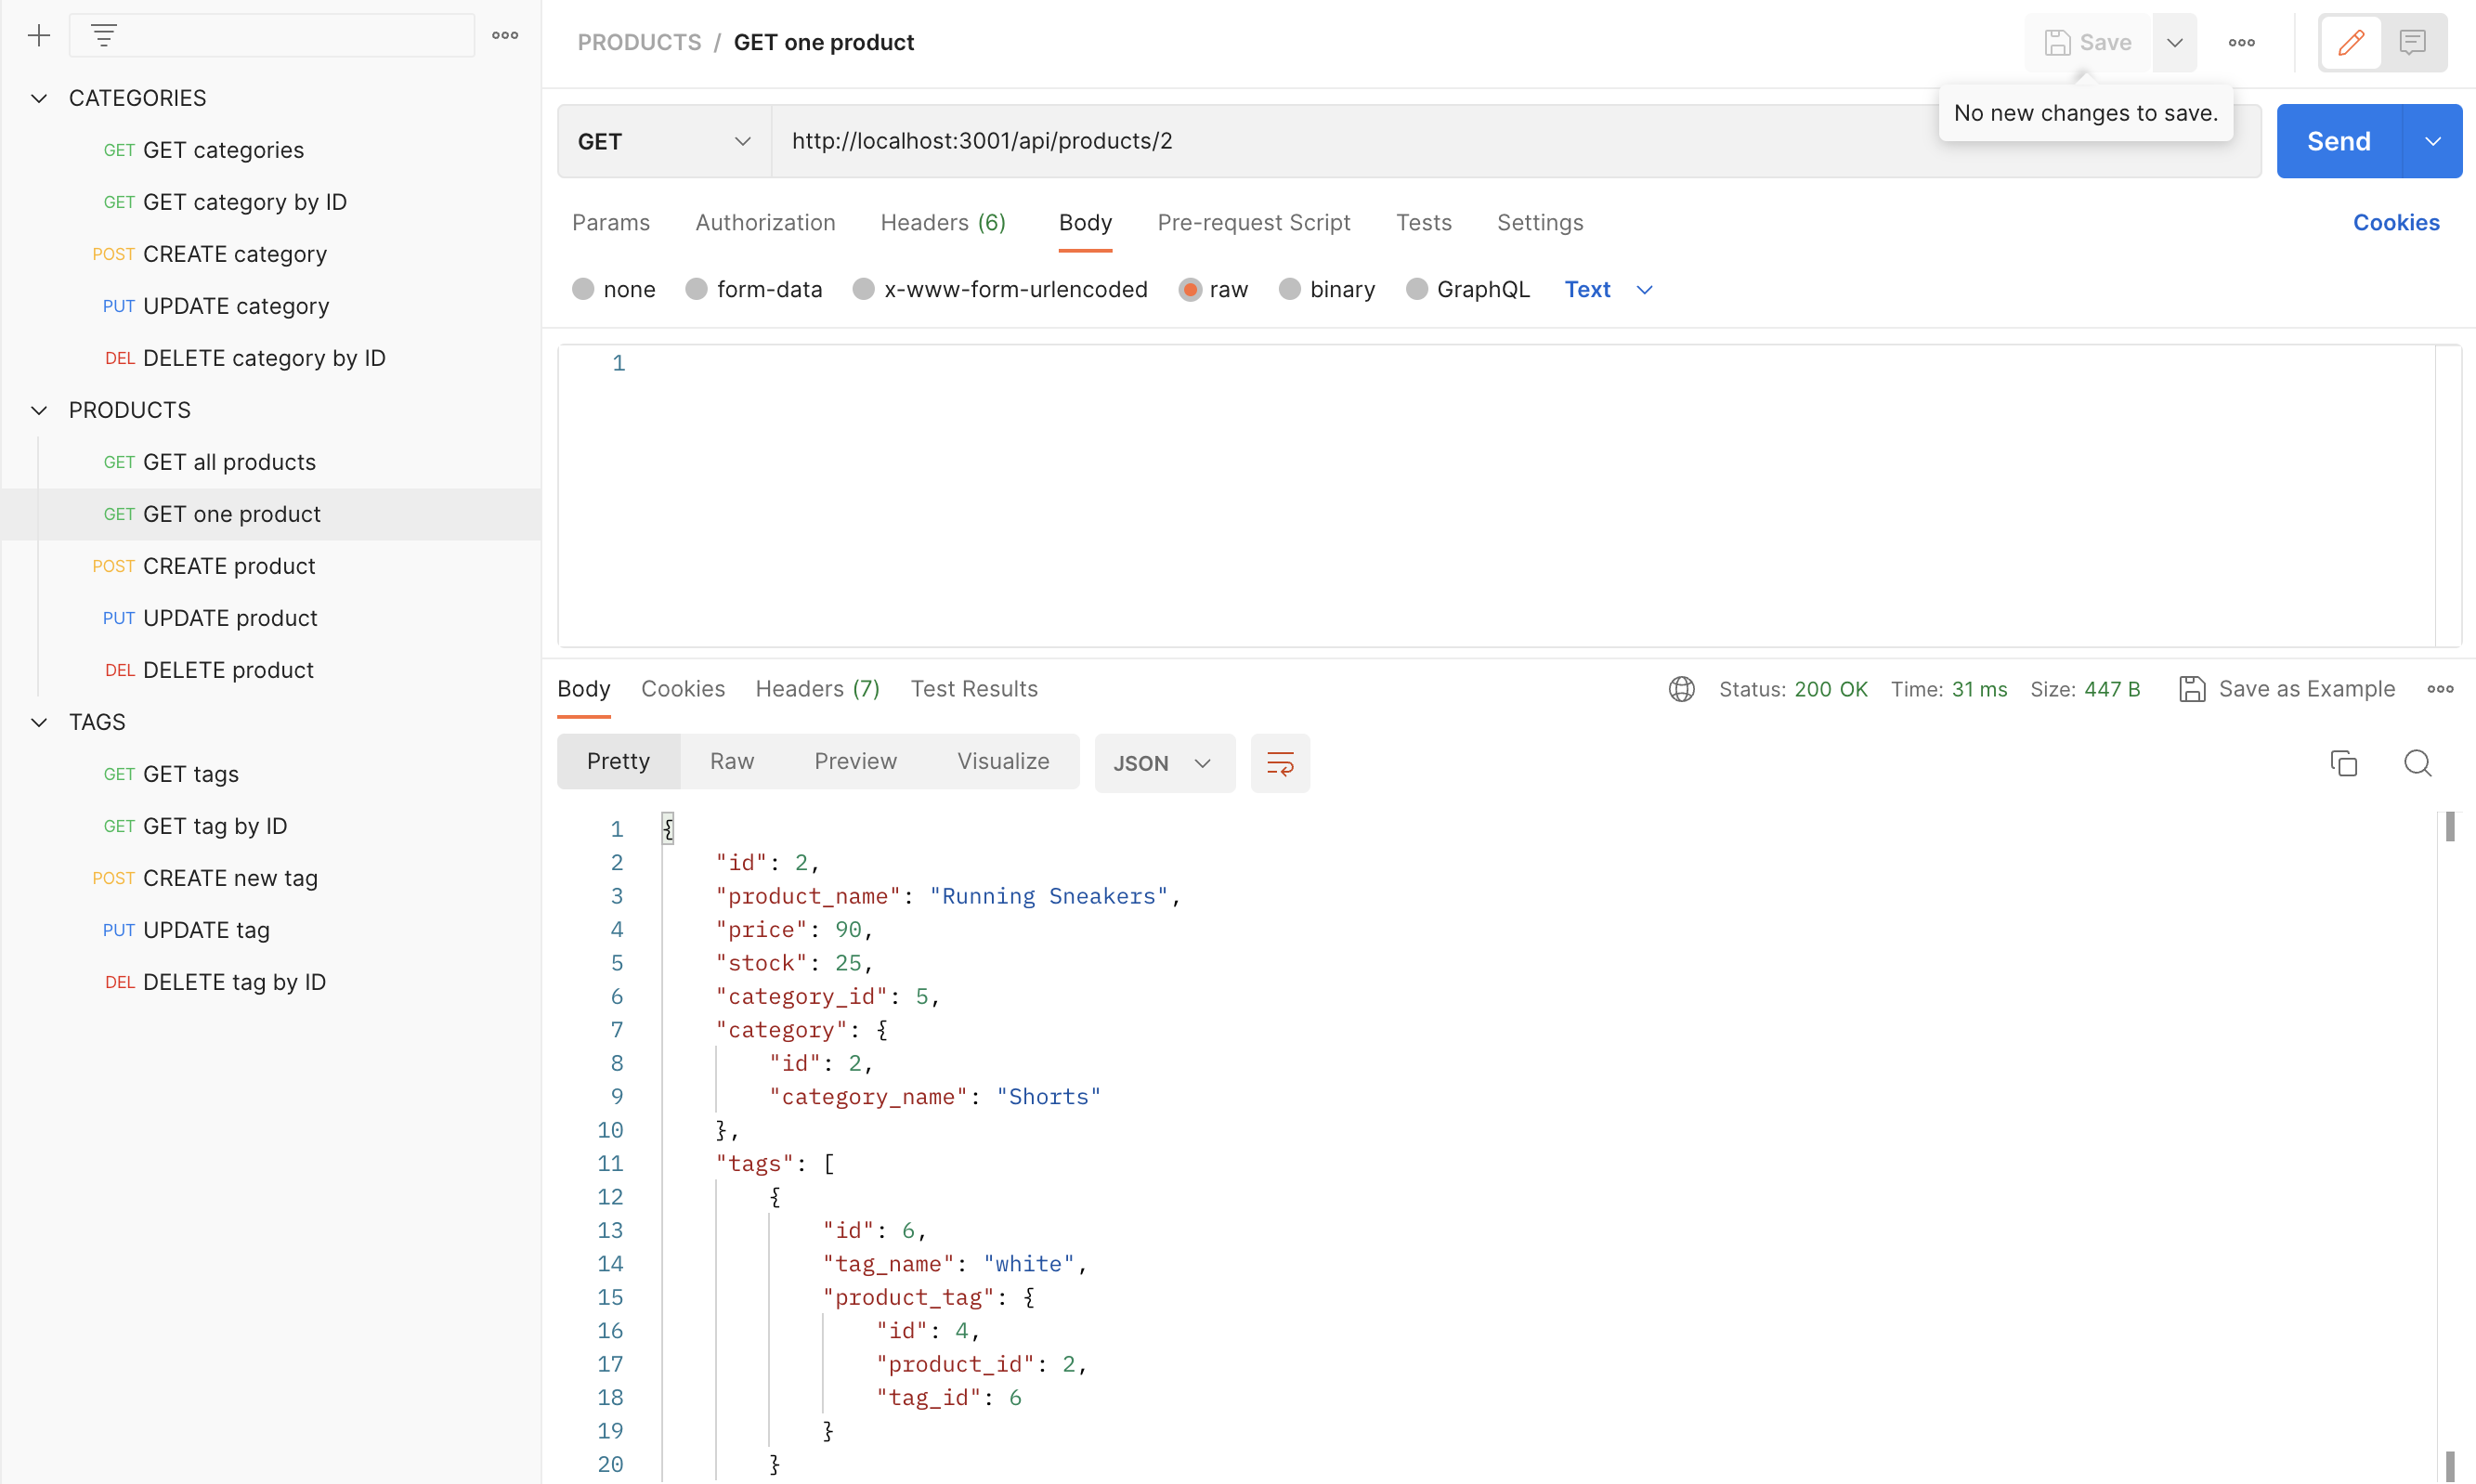 CATEGORIES
GET GET categories
GET GET category by ID
POST CREATE category
PUT UPDATE category
DEL DELETE category by ID
PRODUCTS
GET GET all products
GET GET one product
POST CREATE product
PUT UPDATE product
DEL DELETE product
TAGS
GET GET tags
GET GET tag by ID
POST CREATE new tag
PUT UPDATE tag
DEL DELETE tag by ID
PRODUCTS / GET one product
Save
No new changes to save.
GET http://localhost:3001/api/products/2
Send
Params Authorization Headers (6) Body Pre-request Script Tests Settings Cookies
none form-data x-www-form-urlencoded raw binary GraphQL Text
1
Body Cookies Headers (7) Test Results Status: 200 OK Time: 31 ms Size: 447 B Save as Example
Pretty Raw Preview Visualize JSON
1 {
2 "id": 2,
3 "product_name": "Running Sneakers",
4 "price": 90,
5 "stock": 25,
6 "category_id": 5,
7 "category": {
8 "id": 2,
9 "category_name": "Shorts"
10 },
11 "tags": [
12 {
13 "id": 6,
14 "tag_name": "white",
15 "product_tag": {
16 "id": 4,
17 "product_id": 2,
18 "tag_id": 6
19 }
20 }